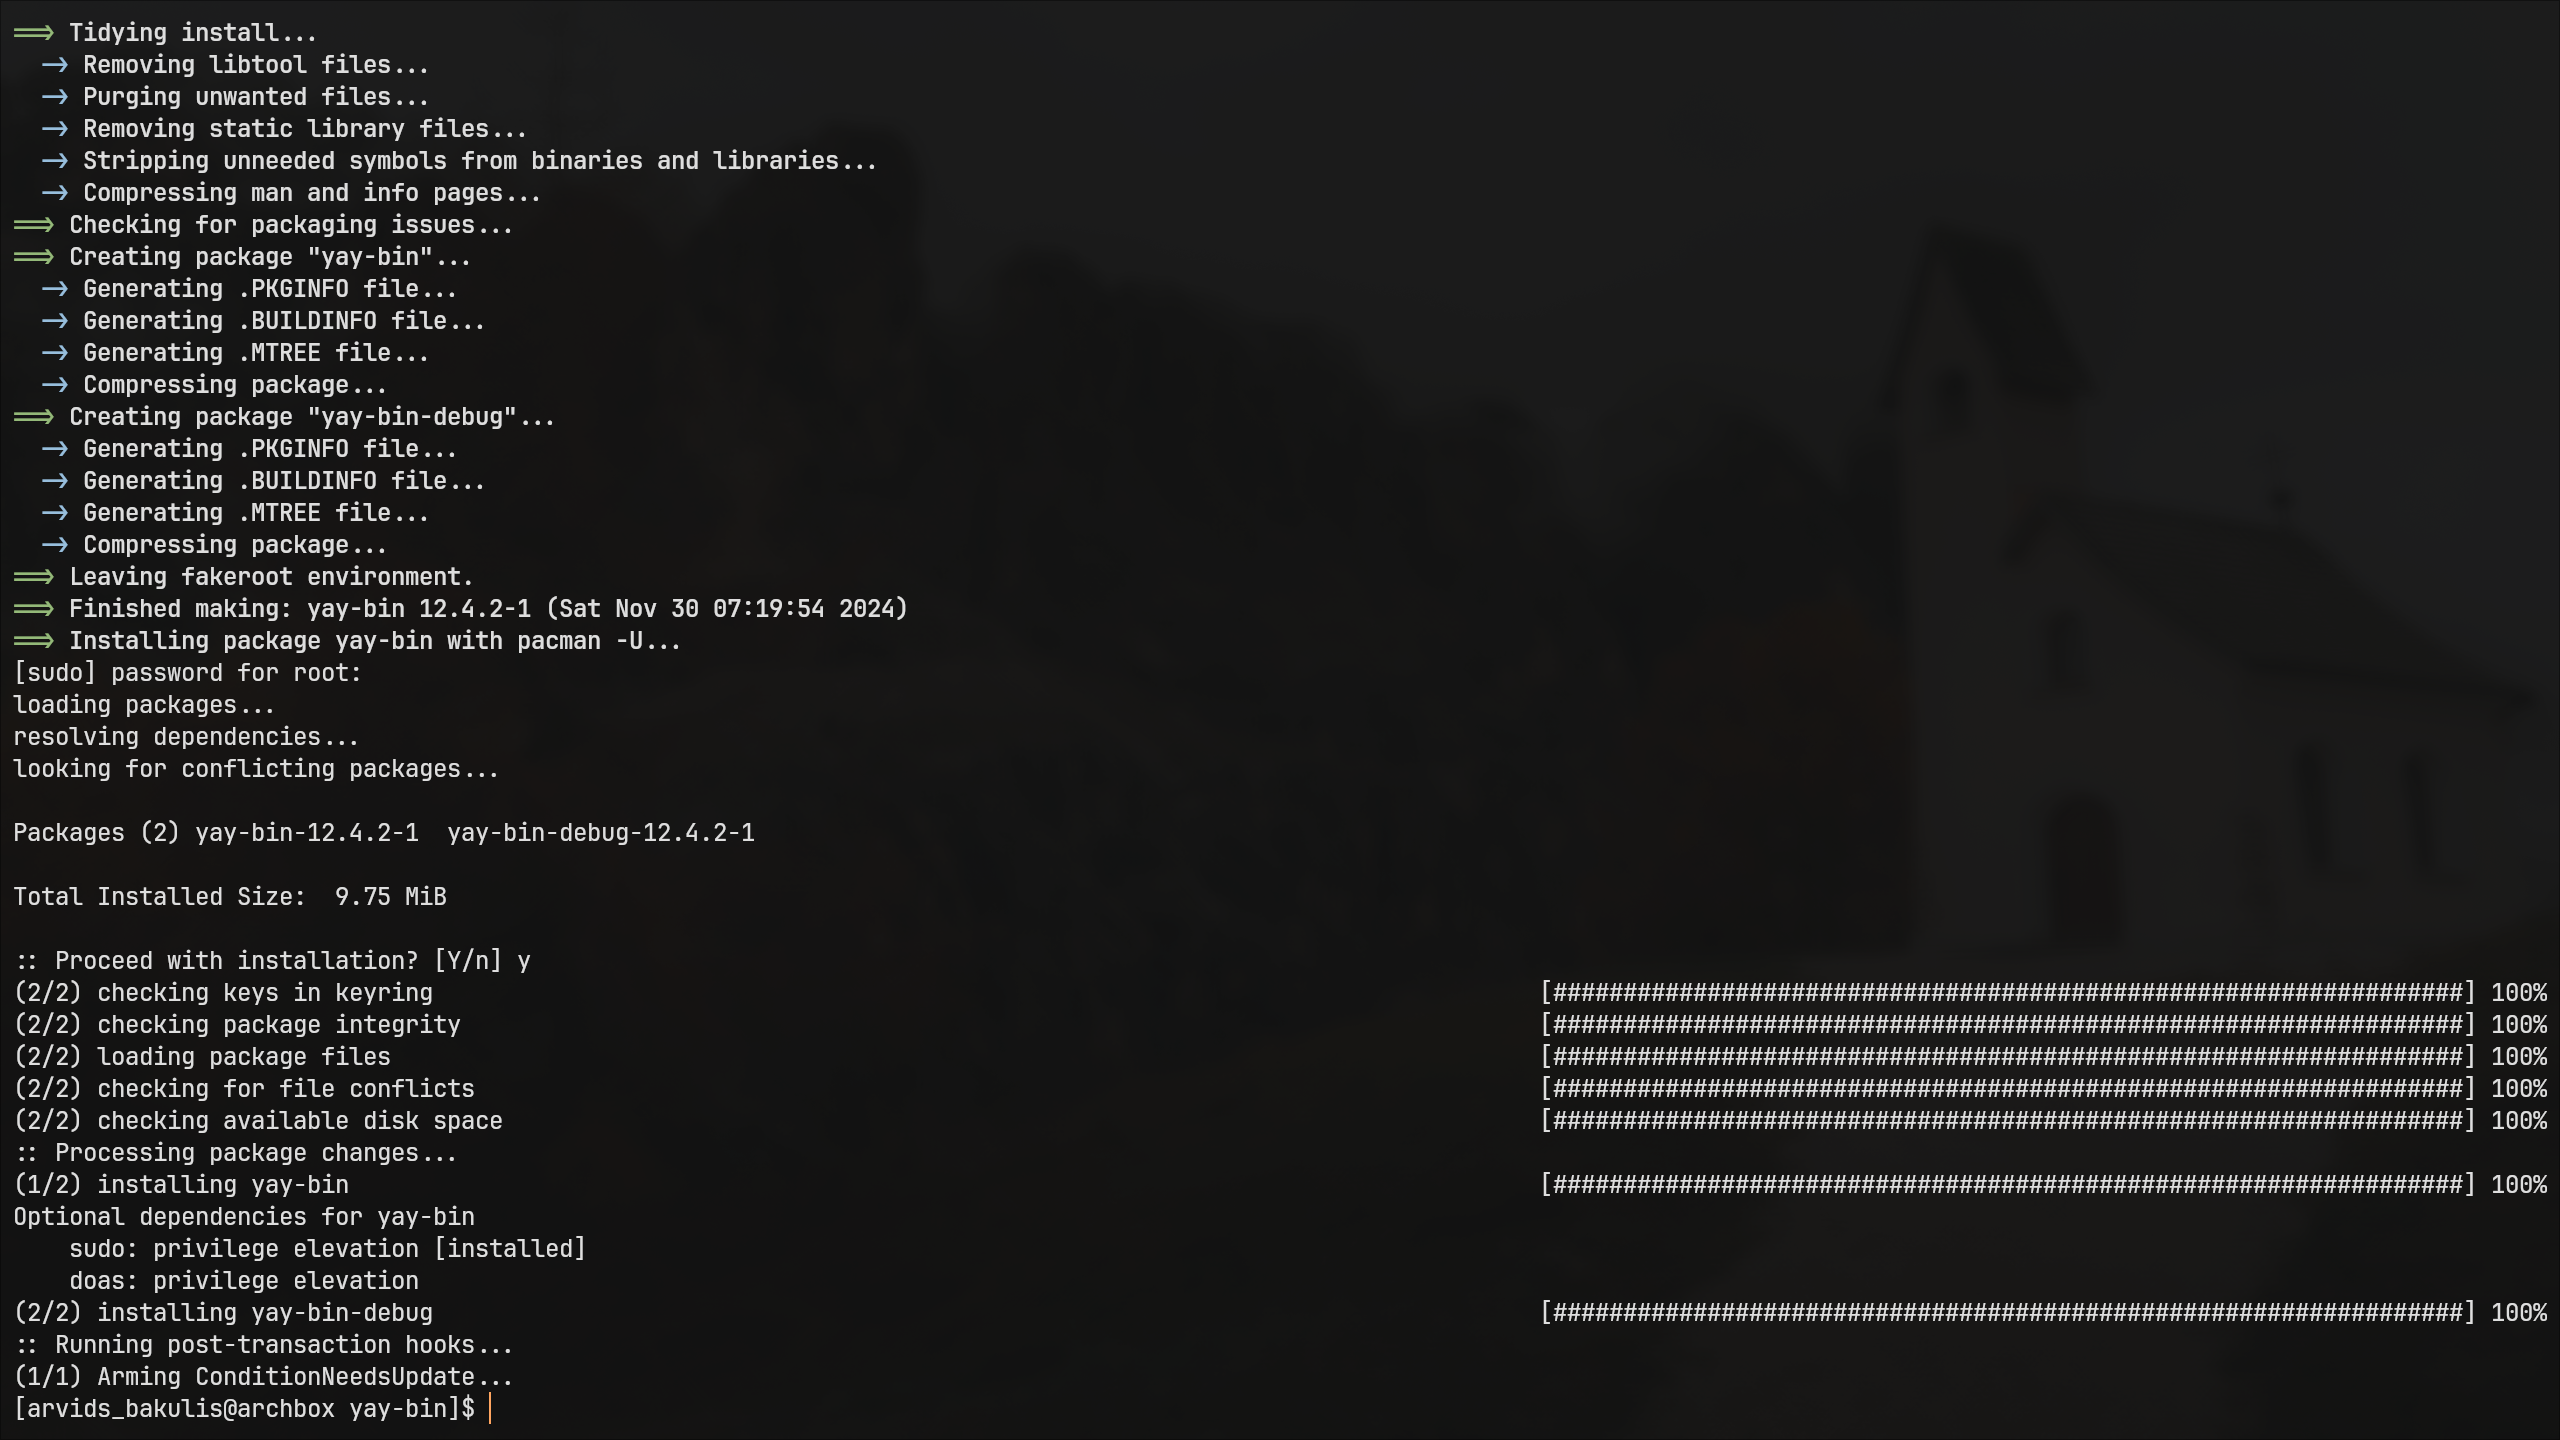 ==> Tidying install...
  -> Removing libtool files...
  -> Purging unwanted files...
  -> Removing static library files...
  -> Stripping unneeded symbols from binaries and libraries...
  -> Compressing man and info pages...
==> Checking for packaging issues...
==> Creating package "yay-bin"...
  -> Generating .PKGINFO file...
  -> Generating .BUILDINFO file...
  -> Generating .MTREE file...
  -> Compressing package...
==> Creating package "yay-bin-debug"...
  -> Generating .PKGINFO file...
  -> Generating .BUILDINFO file...
  -> Generating .MTREE file...
  -> Compressing package...
==> Leaving fakeroot environment.
==> Finished making: yay-bin 12.4.2-1 (Sat Nov 30 07:19:54 2024)
==> Installing package yay-bin with pacman -U...
[sudo] password for root:
loading packages...
resolving dependencies...
looking for conflicting packages...

Packages (2) yay-bin-12.4.2-1  yay-bin-debug-12.4.2-1

Total Installed Size:  9.75 MiB

:: Proceed with installation? [Y/n] y
(2/2) checking keys in keyring [#################################################################] 100%
(2/2) checking package integrity [#################################################################] 100%
(2/2) loading package files [#################################################################] 100%
(2/2) checking for file conflicts [#################################################################] 100%
(2/2) checking available disk space [#################################################################] 100%
:: Processing package changes...
(1/2) installing yay-bin [#################################################################] 100%
Optional dependencies for yay-bin
    sudo: privilege elevation [installed]
    doas: privilege elevation
(2/2) installing yay-bin-debug [#################################################################] 100%
:: Running post-transaction hooks...
(1/1) Arming ConditionNeedsUpdate...
[arvids_bakulis@archbox yay-bin]$